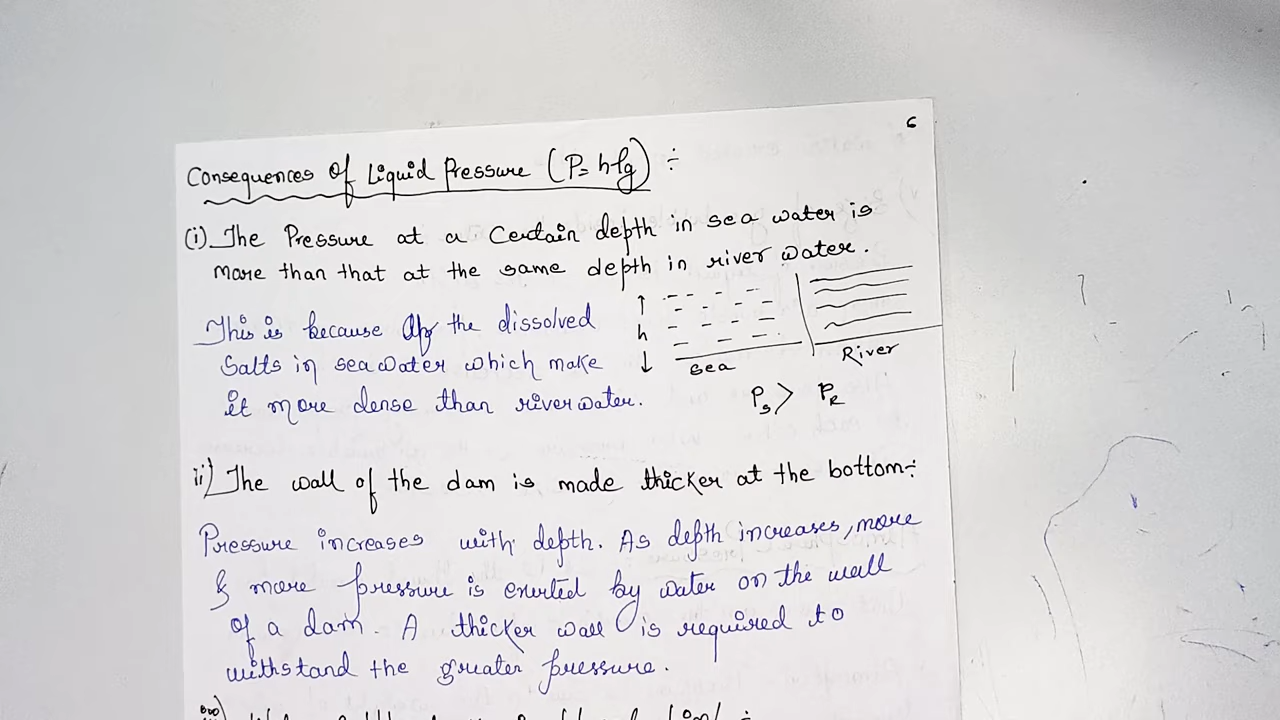 6
Consequences of Liquid Pressure (P= hρg) ÷
(i) The Pressure at a certain depth in sea water is
more than that at the same depth in river water.
This is because of the dissolved
Salts in sea water which make
it more dense than river water.
h
sea
River
Ps > PR
ii) The wall of the dam is made thicker at the bottom ÷
Pressure increases with depth. As depth increases, more
& more pressure is exerted by water on the wall
of a dam. A thicker wall is required to
withstand the greater pressure.
iii)